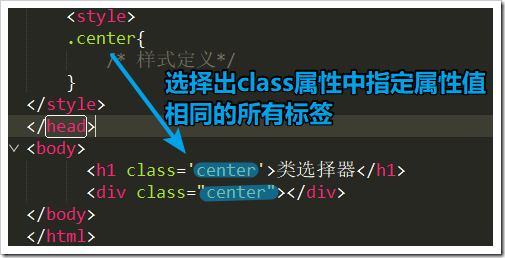 <style>
.center{
/* 样式定义*/
}
</style>
选择出class属性中指定属性值
相同的所有标签
</head>
<body>
<h1 class='center'>类选择器</h1>
<div class="center"></div>
</body>
</html>